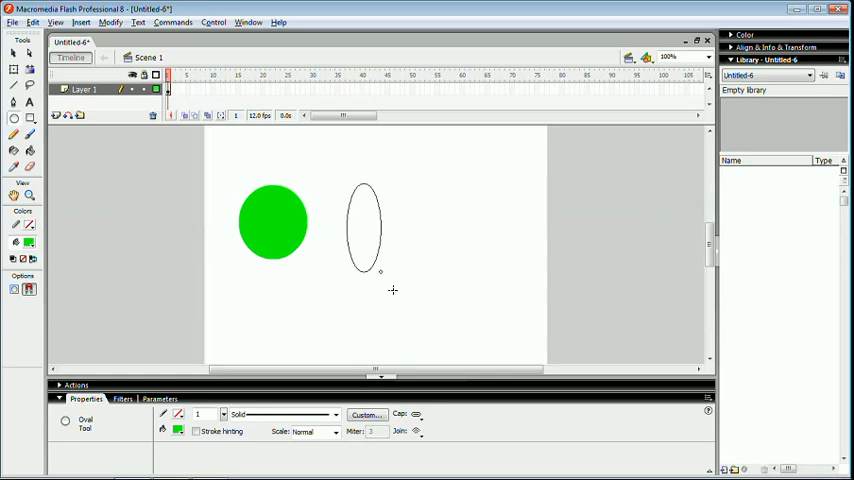 Macromedia Flash Professional 8 - [Untitled-6*]
File Edit View Insert Modify Text Commands Control Window Help
Tools
Untitled-6*
Timeline
Scene 1
100%
5 10 15 20 25 30 35 40 45 50 55 60 65 70 75 80 85 90 95 100 105
Layer 1
1 12.0 fps 0.0s
View
Colors
Options
Color
Align & Info & Transform
Library - Untitled-6
Untitled-6
Empty library
Name Type
Actions
Properties Filters Parameters
Oval
Tool
1 Solid Custom... Cap:
Stroke hinting Scale: Normal Miter: 3 Join: